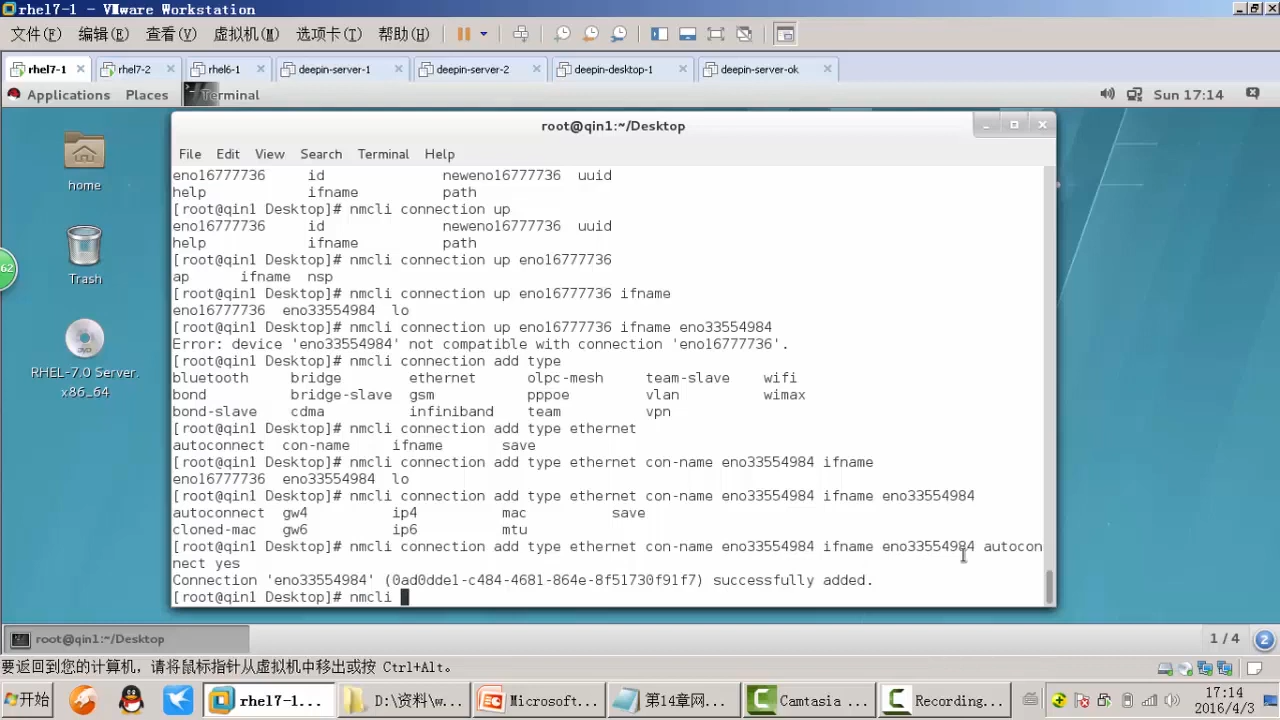 rhel7-1 - VMware Workstation
文件(F) 编辑(E) 查看(V) 虚拟机(M) 选项卡(T) 帮助(H)
rhel7-1 rhel7-2 rhel6-1 deepin-server-1 deepin-server-2 deepin-desktop-1 deepin-server-ok
Applications Places Terminal Sun 17:14
root@qin1:~/Desktop
File Edit View Search Terminal Help
home
62
Trash
DVD
RHEL-7.0 Server.
x86_64
eno16777736 id neweno16777736 uuid
help ifname path
[root@qin1 Desktop]# nmcli connection up
eno16777736 id neweno16777736 uuid
help ifname path
[root@qin1 Desktop]# nmcli connection up eno16777736
ap ifname nsp
[root@qin1 Desktop]# nmcli connection up eno16777736 ifname
eno16777736 eno33554984 lo
[root@qin1 Desktop]# nmcli connection up eno16777736 ifname eno33554984
Error: device 'eno33554984' not compatible with connection 'eno16777736'.
[root@qin1 Desktop]# nmcli connection add type
bluetooth bridge ethernet olpc-mesh team-slave wifi
bond bridge-slave gsm pppoe vlan wimax
bond-slave cdma infiniband team vpn
[root@qin1 Desktop]# nmcli connection add type ethernet
autoconnect con-name ifname save
[root@qin1 Desktop]# nmcli connection add type ethernet con-name eno33554984 ifname
eno16777736 eno33554984 lo
[root@qin1 Desktop]# nmcli connection add type ethernet con-name eno33554984 ifname eno33554984
autoconnect gw4 ip4 mac save
cloned-mac gw6 ip6 mtu
[root@qin1 Desktop]# nmcli connection add type ethernet con-name eno33554984 ifname eno33554984 autocon
nect yes
Connection 'eno33554984' (0ad0dde1-c484-4681-864e-8f51730f91f7) successfully added.
[root@qin1 Desktop]# nmcli
root@qin1:~/Desktop 1 / 4 2
要返回到您的计算机，请将鼠标指针从虚拟机中移出或按 Ctrl+Alt。
开始 rhel7-1... D:\资料\w... Microsoft... 第14章网... Camtasia ... Recording... 17:14
2016/4/3